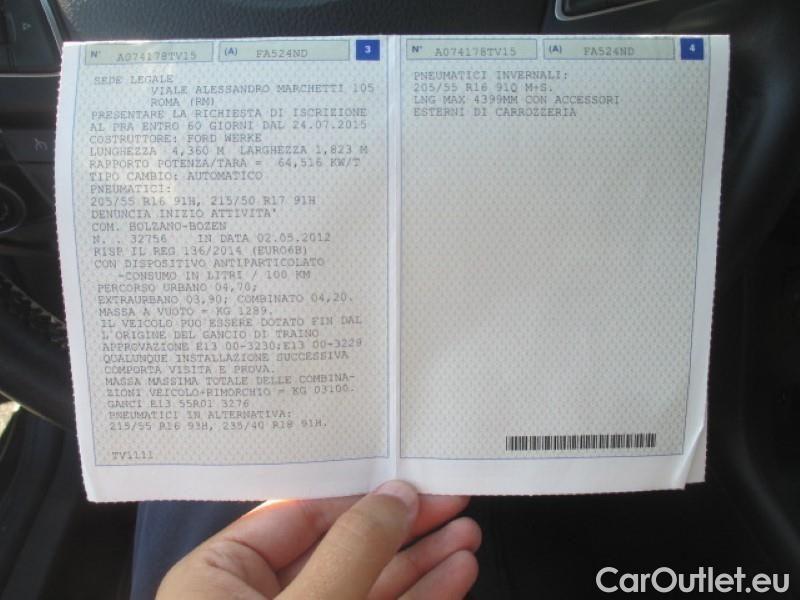 N° A074178TV15 (A) FA524ND 3
SEDE LEGALE
VIALE ALESSANDRO MARCHETTI 105
ROMA (RM)
PRESENTARE LA RICHIESTA DI ISCRIZIONE
AL PRA ENTRO 60 GIORNI DAL 24.07.2015
COSTRUTTORE: FORD WERKE
LUNGHEZZA 4,360 M LARGHEZZA 1,823 M
RAPPORTO POTENZA/TARA = 64,516 KW/T
TIPO CAMBIO: AUTOMATICO
PNEUMATICI:
205/55 R16 91H, 215/50 R17 91H
DENUNCIA INIZIO ATTIVITA'
COM. BOLZANO-BOZEN
N. . 32756 IN DATA 02.05.2012
RISP IL REG 136/2014 (EURO6B)
CON DISPOSITIVO ANTIPARTICOLATO
-CONSUMO IN LITRI / 100 KM
PERCORSO URBANO 04,70;
EXTRAURBANO 03,90; COMBINATO 04,20.
MASSA A VUOTO = KG 1289.
IL VEICOLO PUO'ESSERE DOTATO FIN DAL
L'ORIGINE DEL GANCIO DI TRAINO
APPROVAZIONE E13 00-3230;E13 00-3229
QUALUNQUE INSTALLAZIONE SUCCESSIVA
COMPORTA VISITA E PROVA.
MASSA MASSIMA TOTALE DELLE COMBINA-
ZIONI VEICOLO+RIMORCHIO = KG 03100.
GANCI E13 55R01 3276
PNEUMATICI IN ALTERNATIVA:
215/55 R16 93H, 235/40 R18 91H.
TV1111
N° A074178TV15 (A) FA524ND 4
PNEUMATICI INVERNALI:
205/55 R16 91Q M+S.
LNG MAX 4399MM CON ACCESSORI
ESTERNI DI CARROZZERIA
CarOutlet.eu